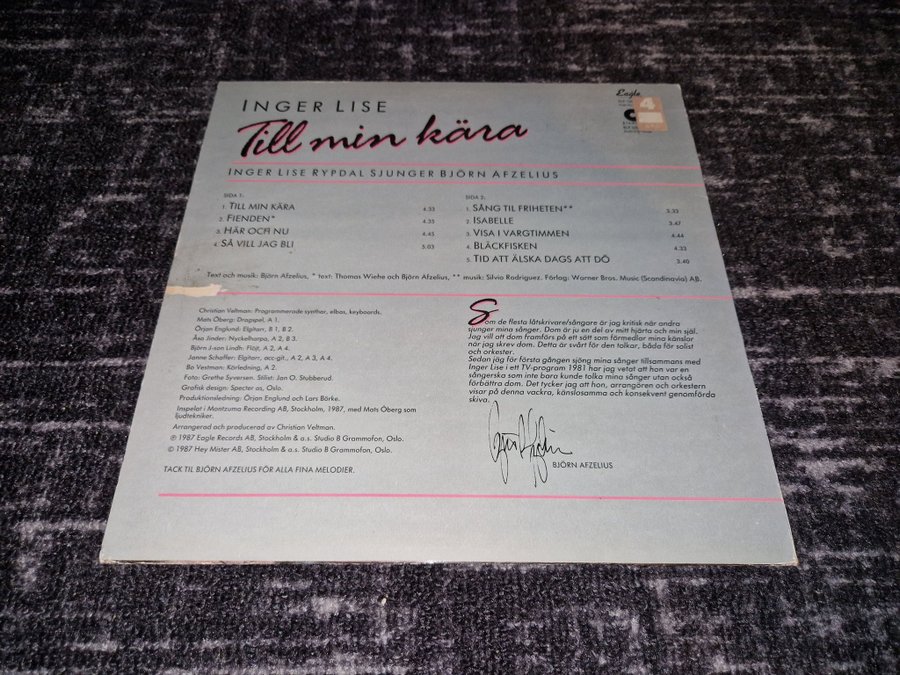 INGER LISE
Till min kära
INGER LISE RYPDAL SJUNGER BJÖRN AFZELIUS
Eagle
4
SIDA 1:
1. TILL MIN KÄRA 4.33
2. FIENDEN* 4.35
3. HÄR OCH NU 4.45
4. SÅ VILL JAG BLI 5.03
SIDA 2:
1. SÅNG TIL FRIHETEN** 3.33
2. ISABELLE 3.47
3. VISA I VARGTIMMEN 4.44
4. BLÄCKFISKEN 4.32
5. TID ATT ÄLSKA DAGS ATT DÖ 3.40
Text och musik: Björn Afzelius, * text: Thomas Wiehe och Björn Afzelius, ** musik: Silvio Rodriguez. Förlag: Warner Bros. Music (Scandinavia) AB.
Christian Veltman: Programmerade synthar, elbas, keyboards.
Mats Öberg: Dragspel, A 1.
Örjan Englund: Elgitarr, B 1, B 2.
Åsa Jinder: Nyckelharpa, A 2, B 3.
Björn J:son Lindh: Flöjt, A 2, A 4.
Janne Schaffer: Elgitarr, acc-git., A 2, A 3, A 4.
Bo Vestman: Körledning, A 2.
Foto: Grethe Syversen. Stilist: Jan O. Stubberud.
Grafisk design: Specter as, Oslo.
Produktionsledning: Örjan Englund och Lars Börke.
Inspelat i Montzuma Recording AB, Stockholm, 1987, med Mats Öberg som
ljudtekniker.
Arrangerad och producerad av Christian Veltman.
℗ 1987 Eagle Records AB, Stockholm & a.s. Studio B Grammofon, Oslo.
© 1987 Hey Mister AB, Stockholm & a.s. Studio B Grammofon, Oslo.
TACK TIL BJÖRN AFZELIUS FÖR ALLA FINA MELODIER.
Som de flesta låtskrivare/sångare är jag kritisk när andra
sjunger mina sånger. Dom är ju en del av mitt hjärta och min själ.
Jag vill att dom framförs på ett sätt som förmedlar mina känslor
när jag skrev dom. Detta är svårt för den tolkar, båda för solist
och orkester.
Sedan jag för första gången sjöng mina sånger tillsammans med
Inger Lise i ett TV-program 1981 har jag vetat att hon var en
sångerska som inte bara kunde tolka mina sånger utan också
förbättra dom. Det tycker jag att hon, arrangören och orkestern
visar på denna vackra, känslosamma och konsekvent genomförda
skiva.
BJÖRN AFZELIUS